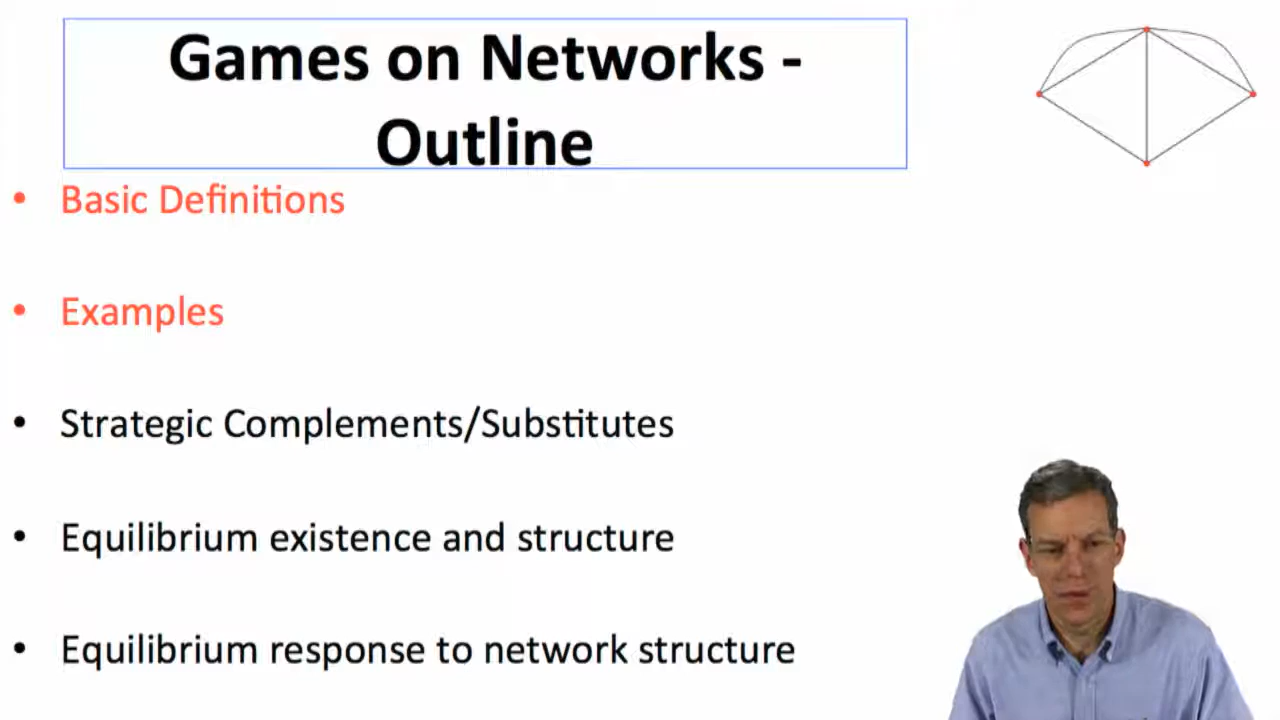 Games on Networks -
Outline
• Basic Definitions
• Examples
• Strategic Complements/Substitutes
• Equilibrium existence and structure
• Equilibrium response to network structure